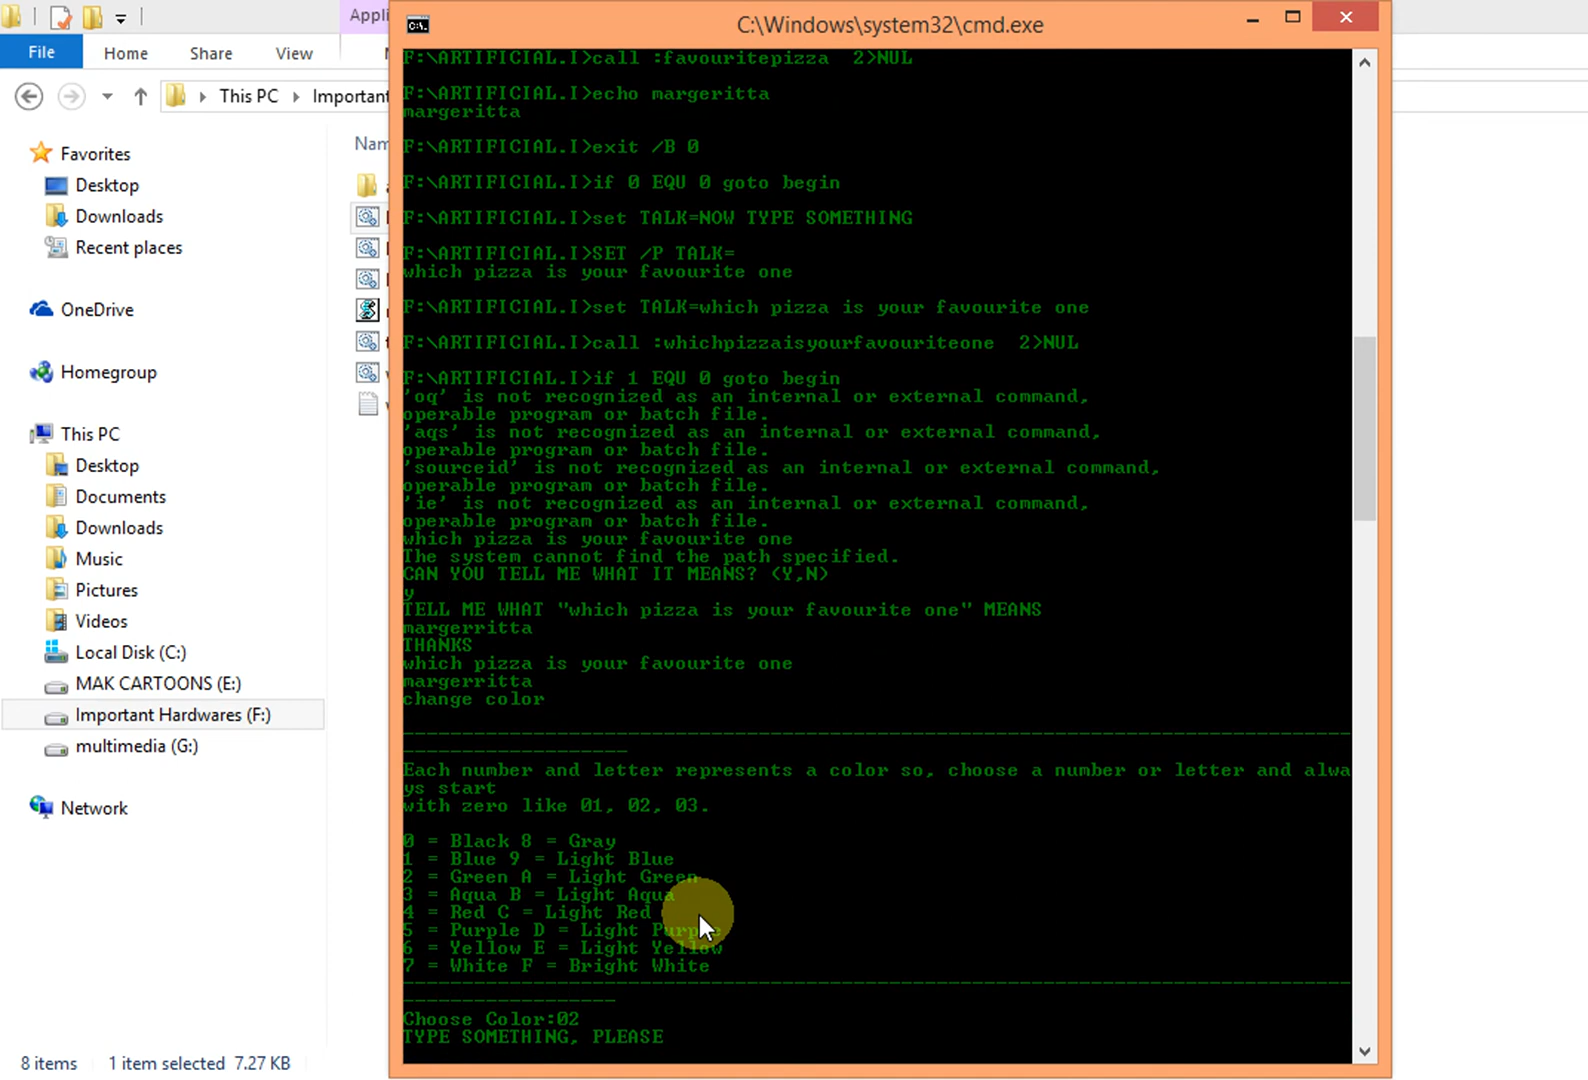 Appli
C:\Windows\system32\cmd.exe
File
Home
Share
View
This PC
Important
Favorites
Desktop
Downloads
Recent places
OneDrive
Homegroup
This PC
Desktop
Documents
Downloads
Music
Pictures
Videos
Local Disk (C:)
MAK CARTOONS (E:)
Important Hardwares (F:)
multimedia (G:)
Network
8 items
1 item selected 7.27 KB
Nam
F:\ARTIFICIAL.I>call :favouritepizza  2>NUL
F:\ARTIFICIAL.I>echo margeritta
margeritta
F:\ARTIFICIAL.I>exit /B 0
F:\ARTIFICIAL.I>if 0 EQU 0 goto begin
F:\ARTIFICIAL.I>set TALK=NOW TYPE SOMETHING
F:\ARTIFICIAL.I>SET /P TALK=
which pizza is your favourite one
F:\ARTIFICIAL.I>set TALK=which pizza is your favourite one
F:\ARTIFICIAL.I>call :whichpizzaisyourfavouriteone  2>NUL
F:\ARTIFICIAL.I>if 1 EQU 0 goto begin
'oq' is not recognized as an internal or external command,
operable program or batch file.
'aqs' is not recognized as an internal or external command,
operable program or batch file.
'sourceid' is not recognized as an internal or external command,
operable program or batch file.
'ie' is not recognized as an internal or external command,
operable program or batch file.
which pizza is your favourite one
The system cannot find the path specified.
CAN YOU TELL ME WHAT IT MEANS? (Y,N)
y
TELL ME WHAT "which pizza is your favourite one" MEANS
margerritta
THANKS
which pizza is your favourite one
margerritta
change color
--------------------------------------------------------------------------------
-------------------
Each number and letter represents a color so, choose a number or letter and alwa
ys start
with zero like 01, 02, 03.
0 = Black 8 = Gray
1 = Blue 9 = Light Blue
2 = Green A = Light Green
3 = Aqua B = Light Aqua
4 = Red C = Light Red
5 = Purple D = Light Purple
6 = Yellow E = Light Yellow
7 = White F = Bright White
--------------------------------------------------------------------------------
------------------
Choose Color:02
TYPE SOMETHING, PLEASE